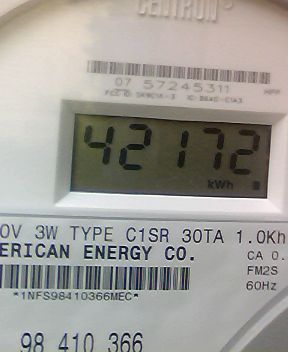 CENTRON
07 57245311
42172
kWh
0V 3W TYPE C1SR 30TA 1.0Kh
ERICAN ENERGY CO.
CA 0.
FM2S
60Hz
*1NFS98410366MEC*
98 410 366